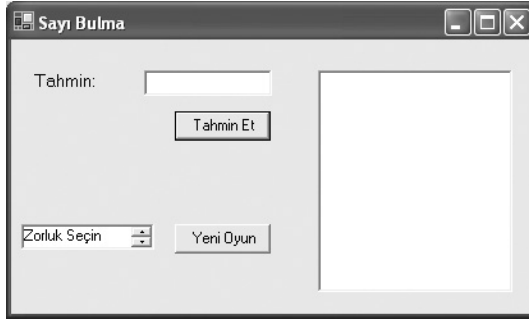 Sayı Bulma
Tahmin:
Tahmin Et
Zorluk Seçin
Yeni Oyun